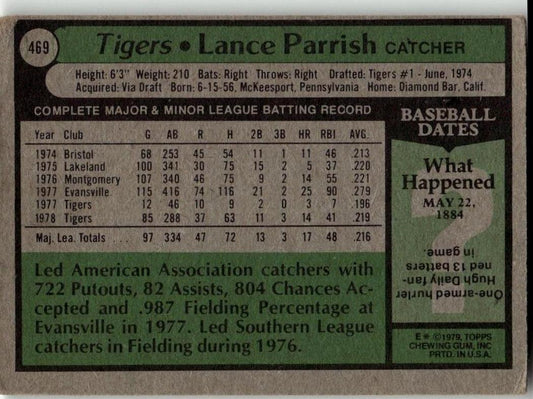 469
Tigers • Lance Parrish CATCHER
Height: 6'3" Weight: 210 Bats: Right Throws: Right Drafted: Tigers #1 - June, 1974
Acquired: Via Draft Born: 6-15-56, McKeesport, Pennsylvania Home: Diamond Bar, Calif.
COMPLETE MAJOR & MINOR LEAGUE BATTING RECORD
Year Club G AB R H 2B 3B HR RBI AVG.
1974 Bristol 68 253 45 54 11 1 11 46 .213
1975 Lakeland 100 341 30 75 15 2 5 37 .220
1976 Montgomery 107 340 46 75 9 2 14 55 .221
1977 Evansville 115 416 74 116 21 2 25 90 .279
1977 Tigers 12 46 10 9 2 0 3 7 .196
1978 Tigers 85 288 37 63 11 3 14 41 .219
Maj. Lea. Totals . . . 97 334 47 72 13 3 17 48 .216
Led American Association catchers with
722 Putouts, 82 Assists, 804 Chances Ac-
cepted and .987 Fielding Percentage at
Evansville in 1977. Led Southern League
catchers in Fielding during 1976.
BASEBALL
DATES
What
Happened
MAY 22,
1884
?
One-armed hurler
Hugh Daily fan-
ned 13 batters
in game.
E* © 1979, TOPPS
CHEWING GUM, INC
PRTD. IN U.S.A.